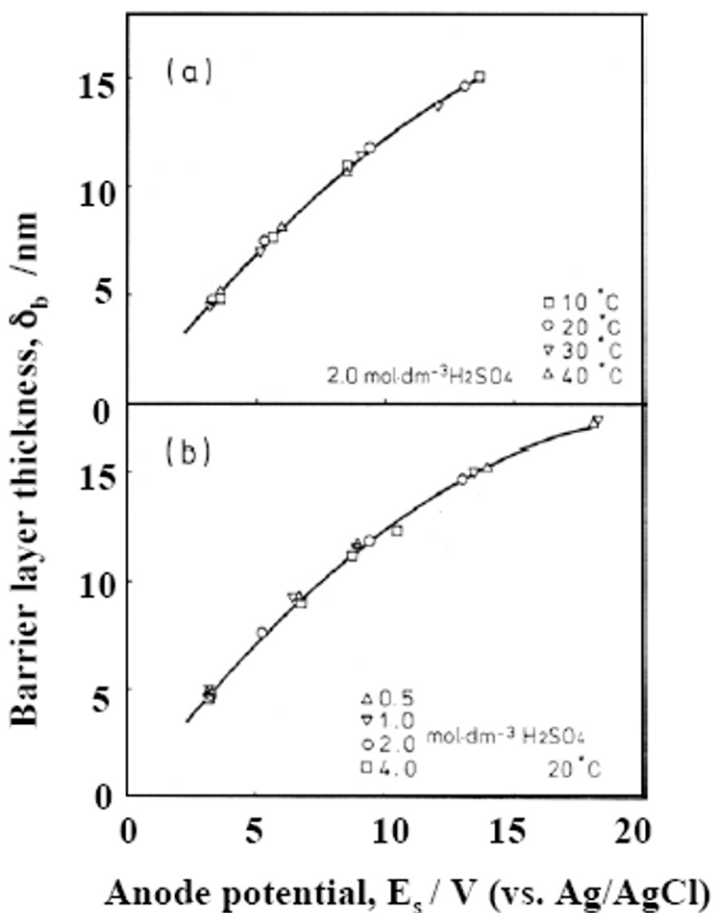 Barrier layer thickness, δb /nm
(a)
15
10
5
0
□ 10 °C
○ 20 °C
▽ 30 °C
2.0 mol·dm⁻³H₂SO₄ △ 40 °C
(b)
15
10
5
0
△ 0.5
▽ 1.0
○ 2.0 mol·dm⁻³ H₂SO₄
□ 4.0 20 °C
0 5 10 15 20
Anode potential, Es / V (vs. Ag/AgCl)